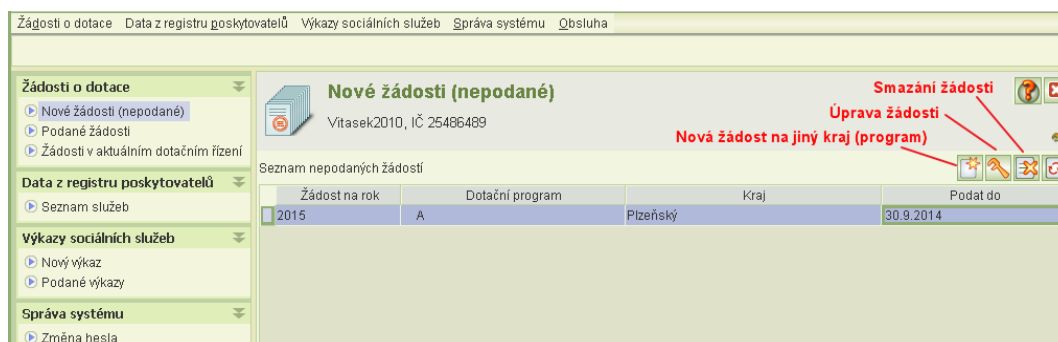 Žádosti o dotace Data z registru poskytovatelů Výkazy sociálních služeb Správa systému Obsluha
Žádosti o dotace
Nové žádosti (nepodané)
Podané žádosti
Žádosti v aktuálním dotačním řízení
Data z registru poskytovatelů
Seznam služeb
Výkazy sociálních služeb
Nový výkaz
Podané výkazy
Správa systému
Změna hesla
Nové žádosti (nepodané)
Vitasek2010, IČ 25486489
Smazání žádosti
Úprava žádosti
Nová žádost na jiný kraj (program)
Seznam nepodaných žádostí
Žádost na rok Dotační program Kraj Podat do
2015 A Plzeňský 30.9.2014